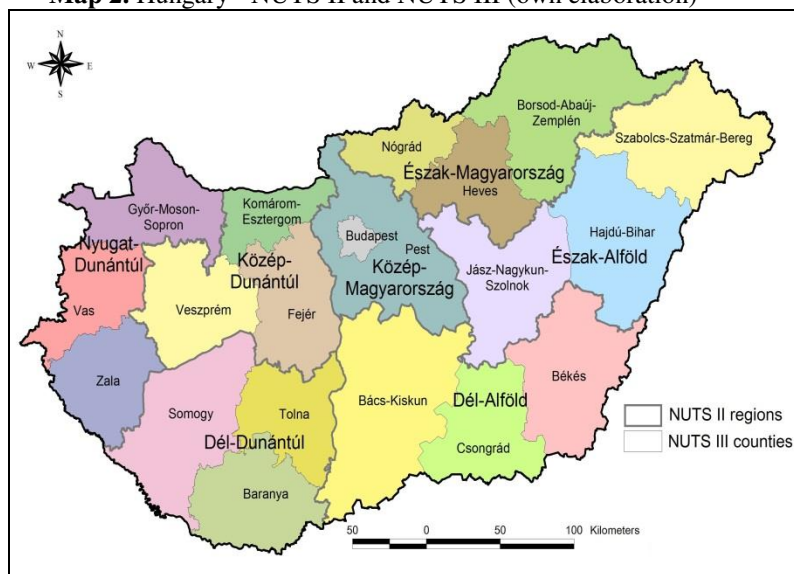 Map 2. Hungary - NUTS II and NUTS III (own elaboration)
N
W E
S
Borsod-Abaúj-
Zemplén
Szabolcs-Szatmár-Bereg
Nógrád
Észak-Magyarország
Heves
Győr-Moson-
Sopron
Komárom-
Esztergom
Budapest
Pest
Hajdú-Bihar
Nyugat-
Dunántúl
Közép-
Dunántúl
Közép-
Magyarország
Észak-Alföld
Jász-Nagykun-
Szolnok
Vas
Veszprém
Fejér
Zala
Somogy
Tolna
Bács-Kiskun
Dél-Alföld
Békés
Dél-Dunántúl
Csongrád
Baranya
NUTS II regions
NUTS III counties
50 0 50 100 Kilometers